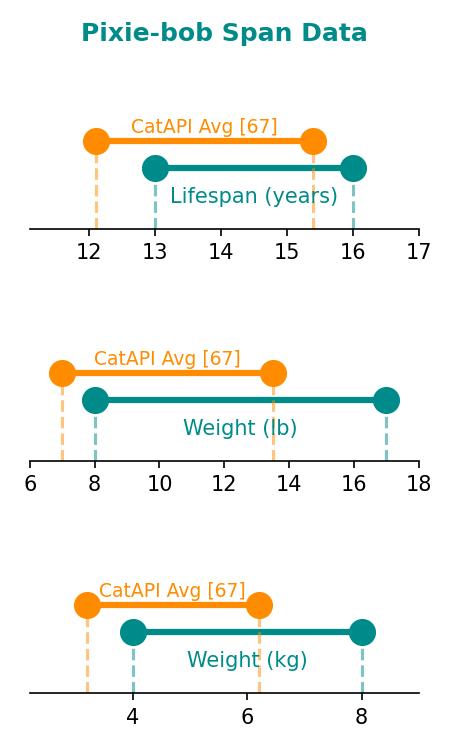 Pixie-bob Span Data
CatAPI Avg [67]
Lifespan (years)
12 13 14 15 16 17
CatAPI Avg [67]
Weight (lb)
6 8 10 12 14 16 18
CatAPI Avg [67]
Weight (kg)
4 6 8